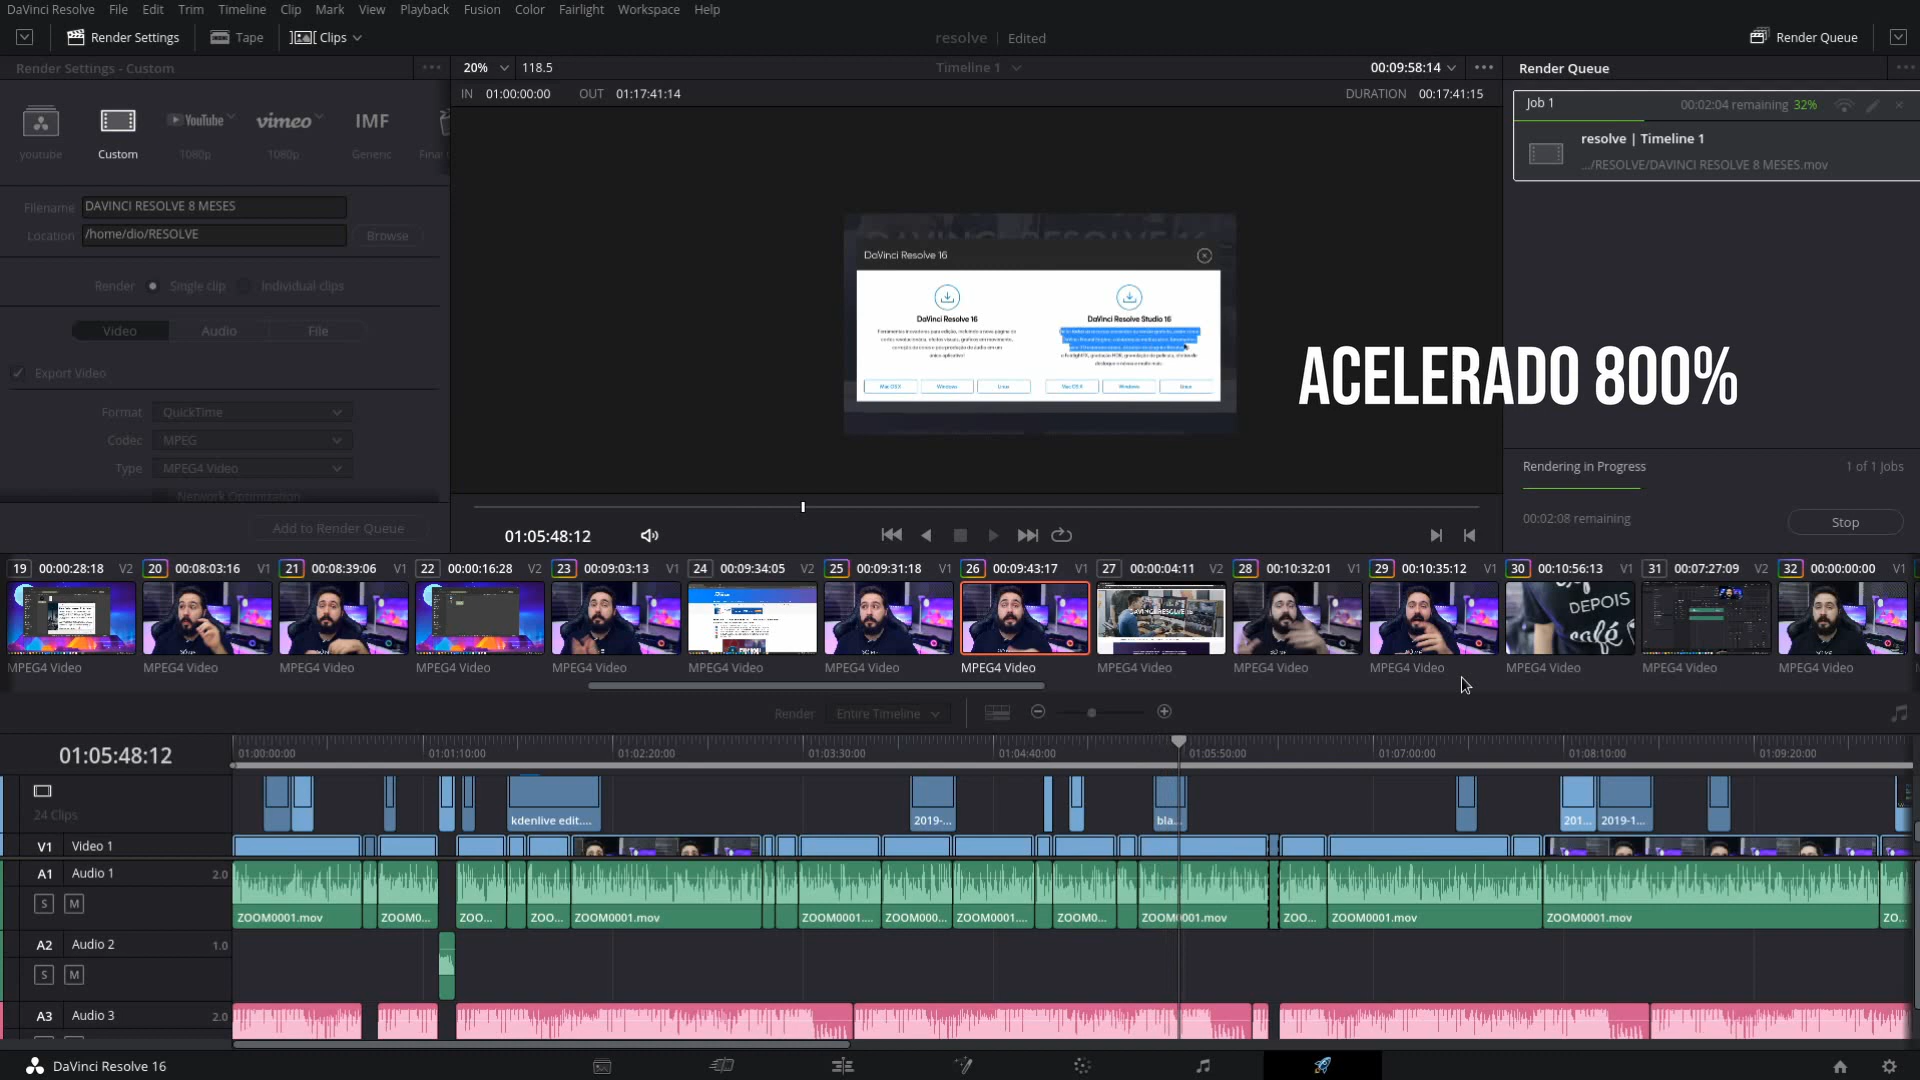 DaVinci Resolve File Edit Trim Timeline Clip Mark View Playback Fusion Color Fairlight Workspace Help
Render Settings Tape Clips resolve Edited Render Queue
Render Settings - Custom 20% 118.5 Timeline 1 00:09:58:14 Render Queue
IN 01:00:00:00 OUT 01:17:41:14 DURATION 00:17:41:15
Job 1 00:02:04 remaining 32%
resolve | Timeline 1
.../RESOLVE/DAVINCI RESOLVE 8 MESES.mov
YouTube vimeo IMF
youtube Custom 1080p 1080p Generic
Filename DAVINCI RESOLVE 8 MESES
Location /home/dio/RESOLVE Browse
Render Single clip Individual clips
Video Audio File
Export Video
Format QuickTime
Codec MPEG
Type MPEG4 Video
Network Optimization
Add to Render Queue
DaVinci Resolve 16
DaVinci Resolve 16 DaVinci Resolve Studio 16
Mac OS X Windows Linux Mac OS X Windows Linux
ACELERADO 800%
Rendering in Progress 1 of 1 Jobs
00:02:08 remaining Stop
01:05:48:12
19 00:00:28:18 V2 20 00:08:03:16 V1 21 00:08:39:06 V1 22 00:00:16:28 V2 23 00:09:03:13 V1 24 00:09:34:05 V2 25 00:09:31:18 V1 26 00:09:43:17 V1 27 00:00:04:11 V2 28 00:10:32:01 V1 29 00:10:35:12 V1 30 00:10:56:13 V1 31 00:07:27:09 V2 32 00:00:00:00 V1
DEPOIS
café
MPEG4 Video MPEG4 Video MPEG4 Video MPEG4 Video MPEG4 Video MPEG4 Video MPEG4 Video MPEG4 Video MPEG4 Video MPEG4 Video MPEG4 Video MPEG4 Video MPEG4 Video MPEG4 Video
Render Entire Timeline
01:05:48:12 01:00:00:00 01:01:10:00 01:02:20:00 01:03:30:00 01:04:40:00 01:05:50:00 01:07:00:00 01:08:10:00 01:09:20:00
24 Clips kdenlive edit.... 2019-... bla... 201... 2019-1...
V1 Video 1
A1 Audio 1 2.0
S M ZOOM0001.mov ZOOM0... ZOO... ZOO... ZOOM0001.mov ZOOM0001.... ZOOM000... ZOOM0001.... ZOOM0... ZOOM0001.mov ZOO... ZOOM0001.mov ZOOM0001.mov ZO...
A2 Audio 2 1.0
S M
A3 Audio 3 2.0
DaVinci Resolve 16